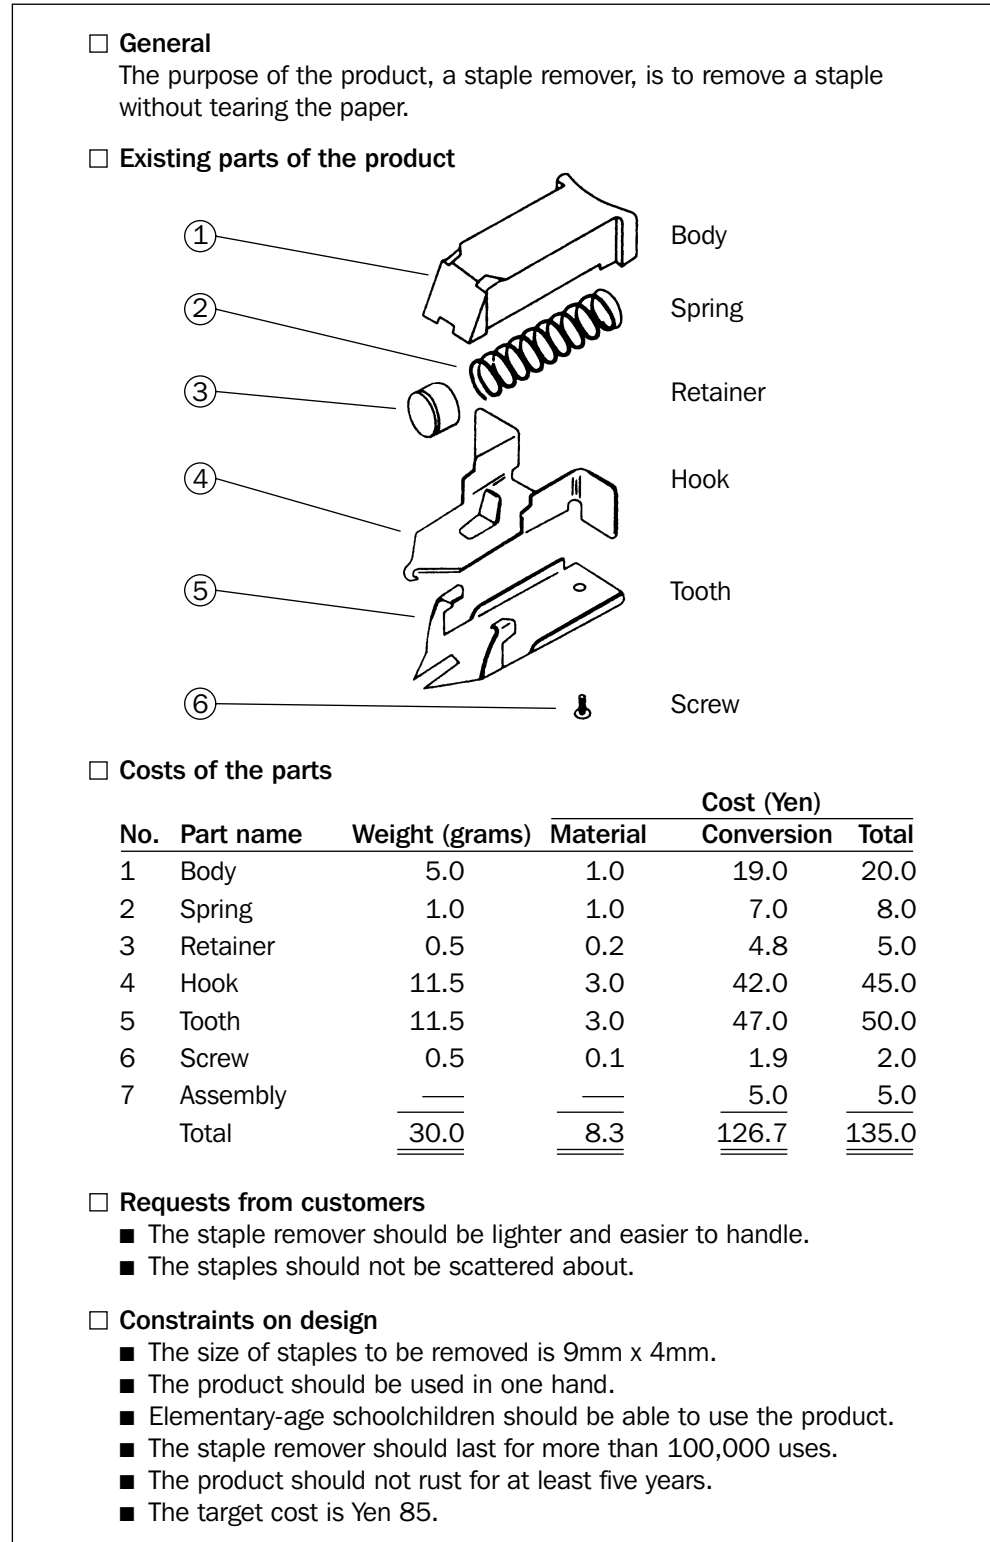 □ General
The purpose of the product, a staple remover, is to remove a staple
without tearing the paper.
□ Existing parts of the product
① Body
② Spring
③ Retainer
④ Hook
⑤ Tooth
⑥ Screw
□ Costs of the parts
Cost (Yen)
No. Part name Weight (grams) Material Conversion Total
1 Body 5.0 1.0 19.0 20.0
2 Spring 1.0 1.0 7.0 8.0
3 Retainer 0.5 0.2 4.8 5.0
4 Hook 11.5 3.0 42.0 45.0
5 Tooth 11.5 3.0 47.0 50.0
6 Screw 0.5 0.1 1.9 2.0
7 Assembly — — 5.0 5.0
Total 30.0 8.3 126.7 135.0
□ Requests from customers
■ The staple remover should be lighter and easier to handle.
■ The staples should not be scattered about.
□ Constraints on design
■ The size of staples to be removed is 9mm x 4mm.
■ The product should be used in one hand.
■ Elementary-age schoolchildren should be able to use the product.
■ The staple remover should last for more than 100,000 uses.
■ The product should not rust for at least five years.
■ The target cost is Yen 85.